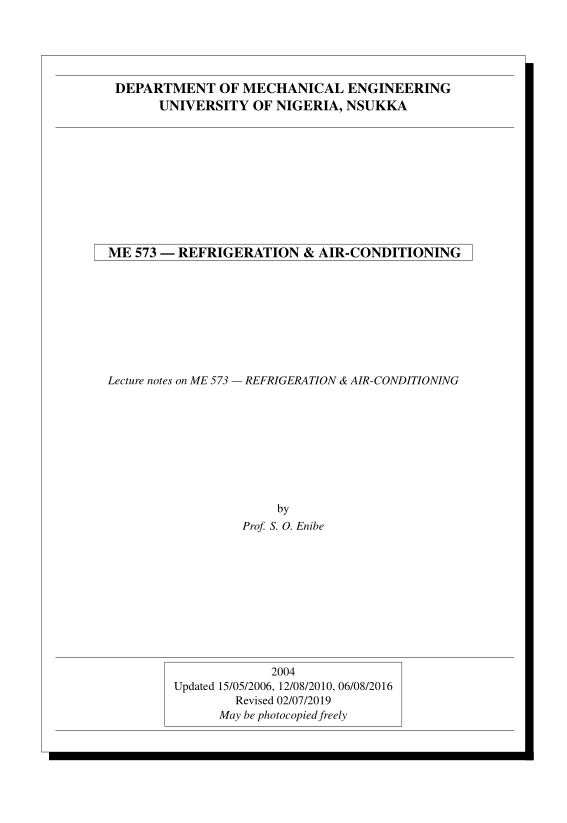 DEPARTMENT OF MECHANICAL ENGINEERING
UNIVERSITY OF NIGERIA, NSUKKA
ME 573 — REFRIGERATION & AIR-CONDITIONING
Lecture notes on ME 573 — REFRIGERATION & AIR-CONDITIONING
by
Prof. S. O. Enibe
2004
Updated 15/05/2006, 12/08/2010, 06/08/2016
Revised 02/07/2019
May be photocopied freely